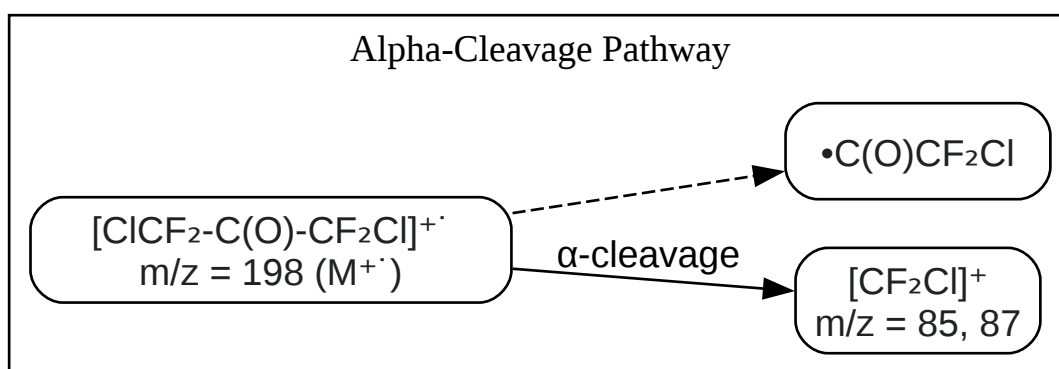 Alpha-Cleavage Pathway
•C(O)CF₂Cl
[ClCF₂-C(O)-CF₂Cl]⁺˙
m/z = 198 (M⁺˙)
α-cleavage
[CF₂Cl]⁺
m/z = 85, 87